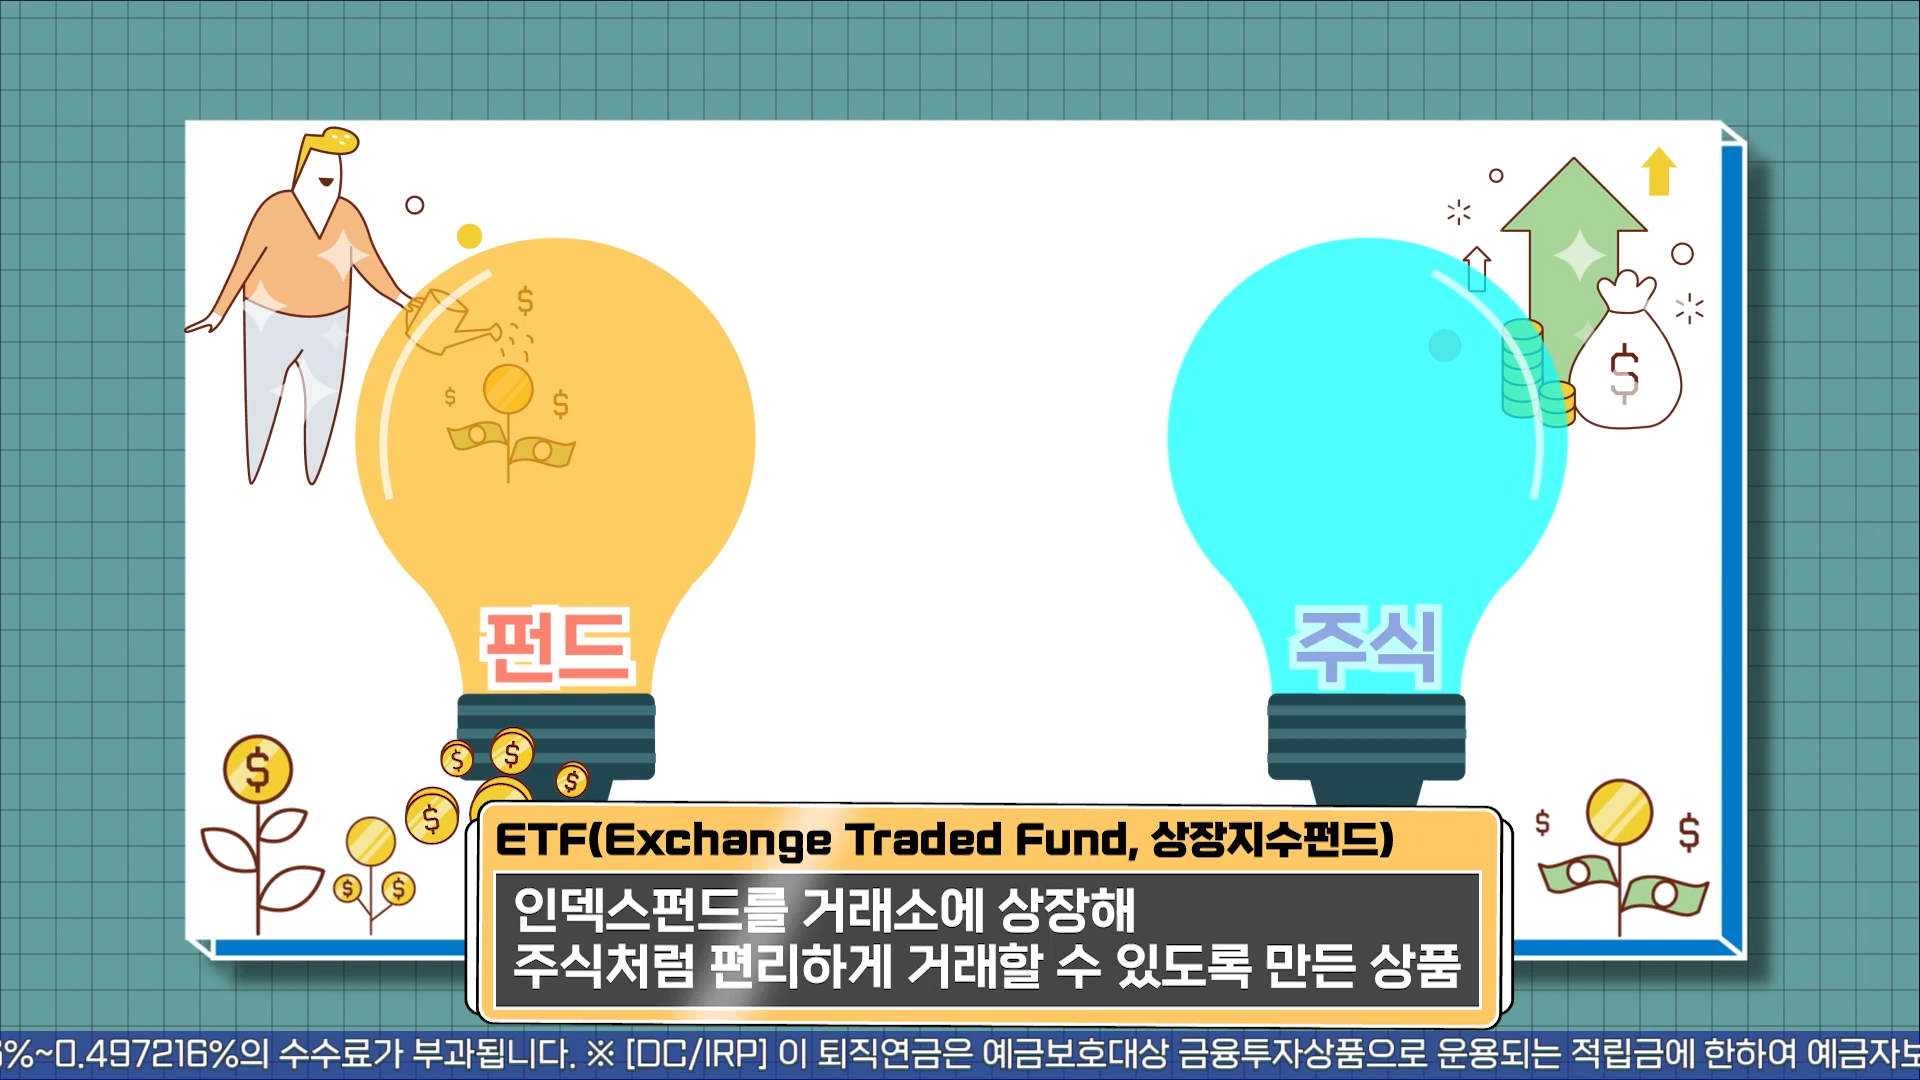 펀드
주식
ETF(Exchange Traded Fund, 상장지수펀드)
인덱스펀드를 거래소에 상장해
주식처럼 편리하게 거래할 수 있도록 만든 상품
%~0.497216%의 수수료가 부과됩니다. ※ [DC/IRP] 이 퇴직연금은 예금보호대상 금융투자상품으로 운용되는 적립금에 한하여 예금자보